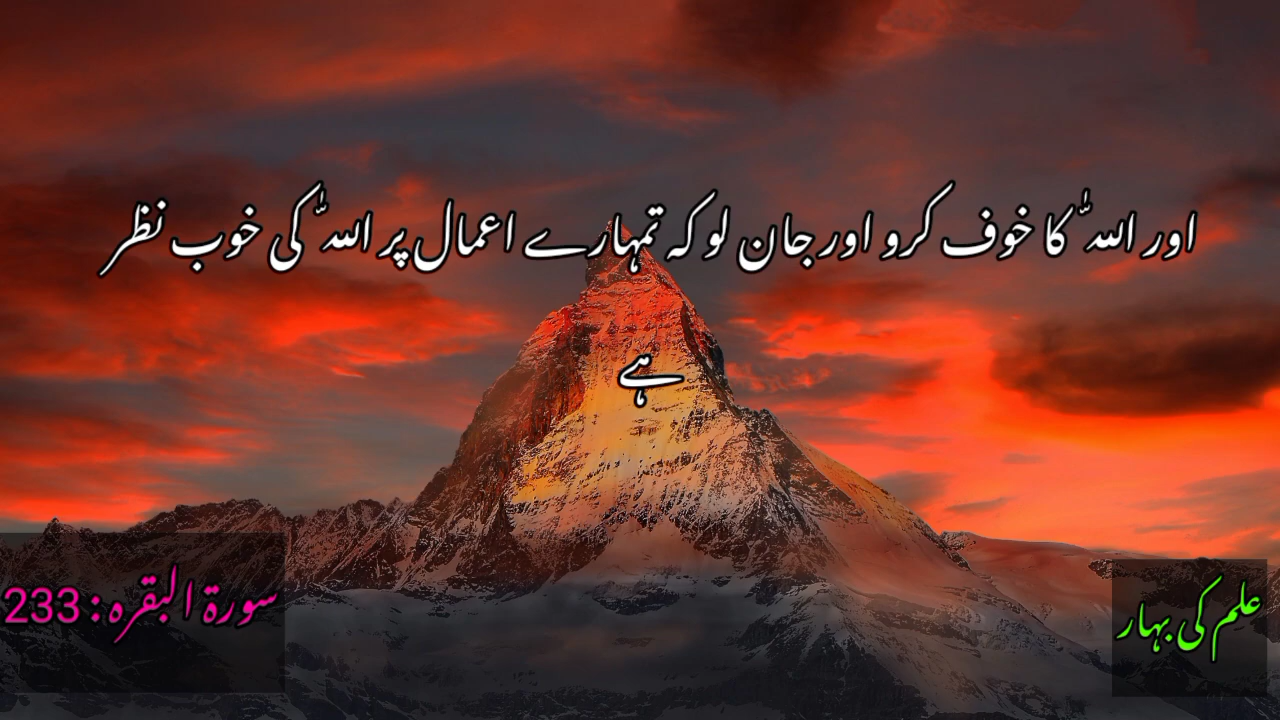 اور اللہ کا خوف کرو اور جان لو کہ تمہارے اعمال پر اللہ کی خوب نظر
ہے
علم کی بہار
سورۃ البقرہ: 233